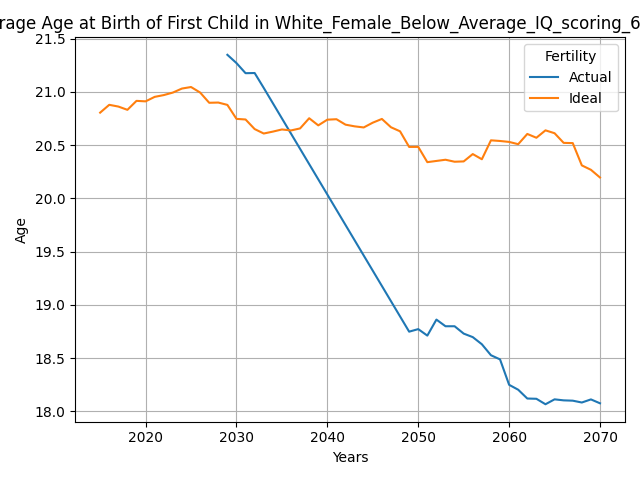 rage Age at Birth of First Child in White_Female_Below_Average_IQ_scoring_6
Fertility
Actual
Ideal
21.5
21.0
20.5
20.0
19.5
19.0
18.5
18.0
Age
2020 2030 2040 2050 2060 2070
Years